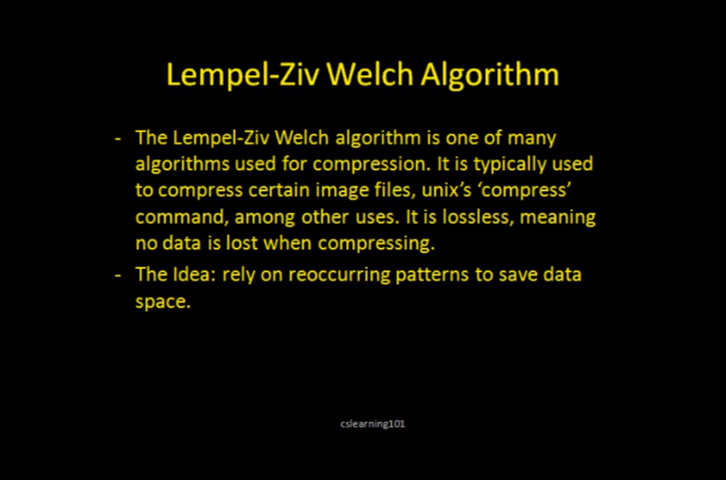 Lempel-Ziv Welch Algorithm
- The Lempel-Ziv Welch algorithm is one of many
algorithms used for compression. It is typically used
to compress certain image files, unix’s ‘compress’
command, among other uses. It is lossless, meaning
no data is lost when compressing.
- The Idea: rely on reoccurring patterns to save data
space.
cslearning101